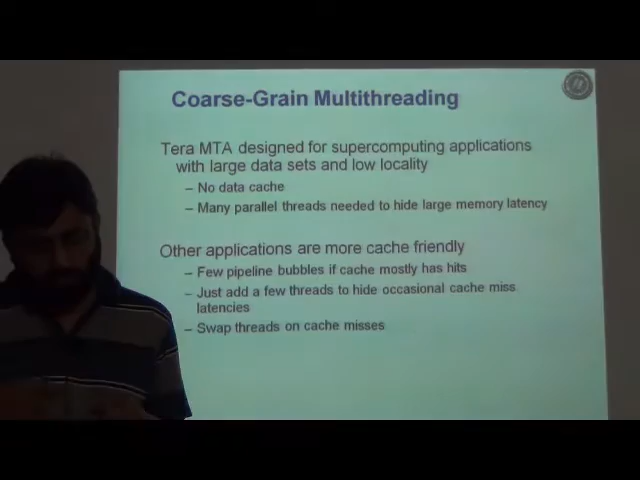 Coarse-Grain Multithreading
Tera MTA designed for supercomputing applications
with large data sets and low locality
– No data cache
– Many parallel threads needed to hide large memory latency
Other applications are more cache friendly
– Few pipeline bubbles if cache mostly has hits
– Just add a few threads to hide occasional cache miss
latencies
– Swap threads on cache misses